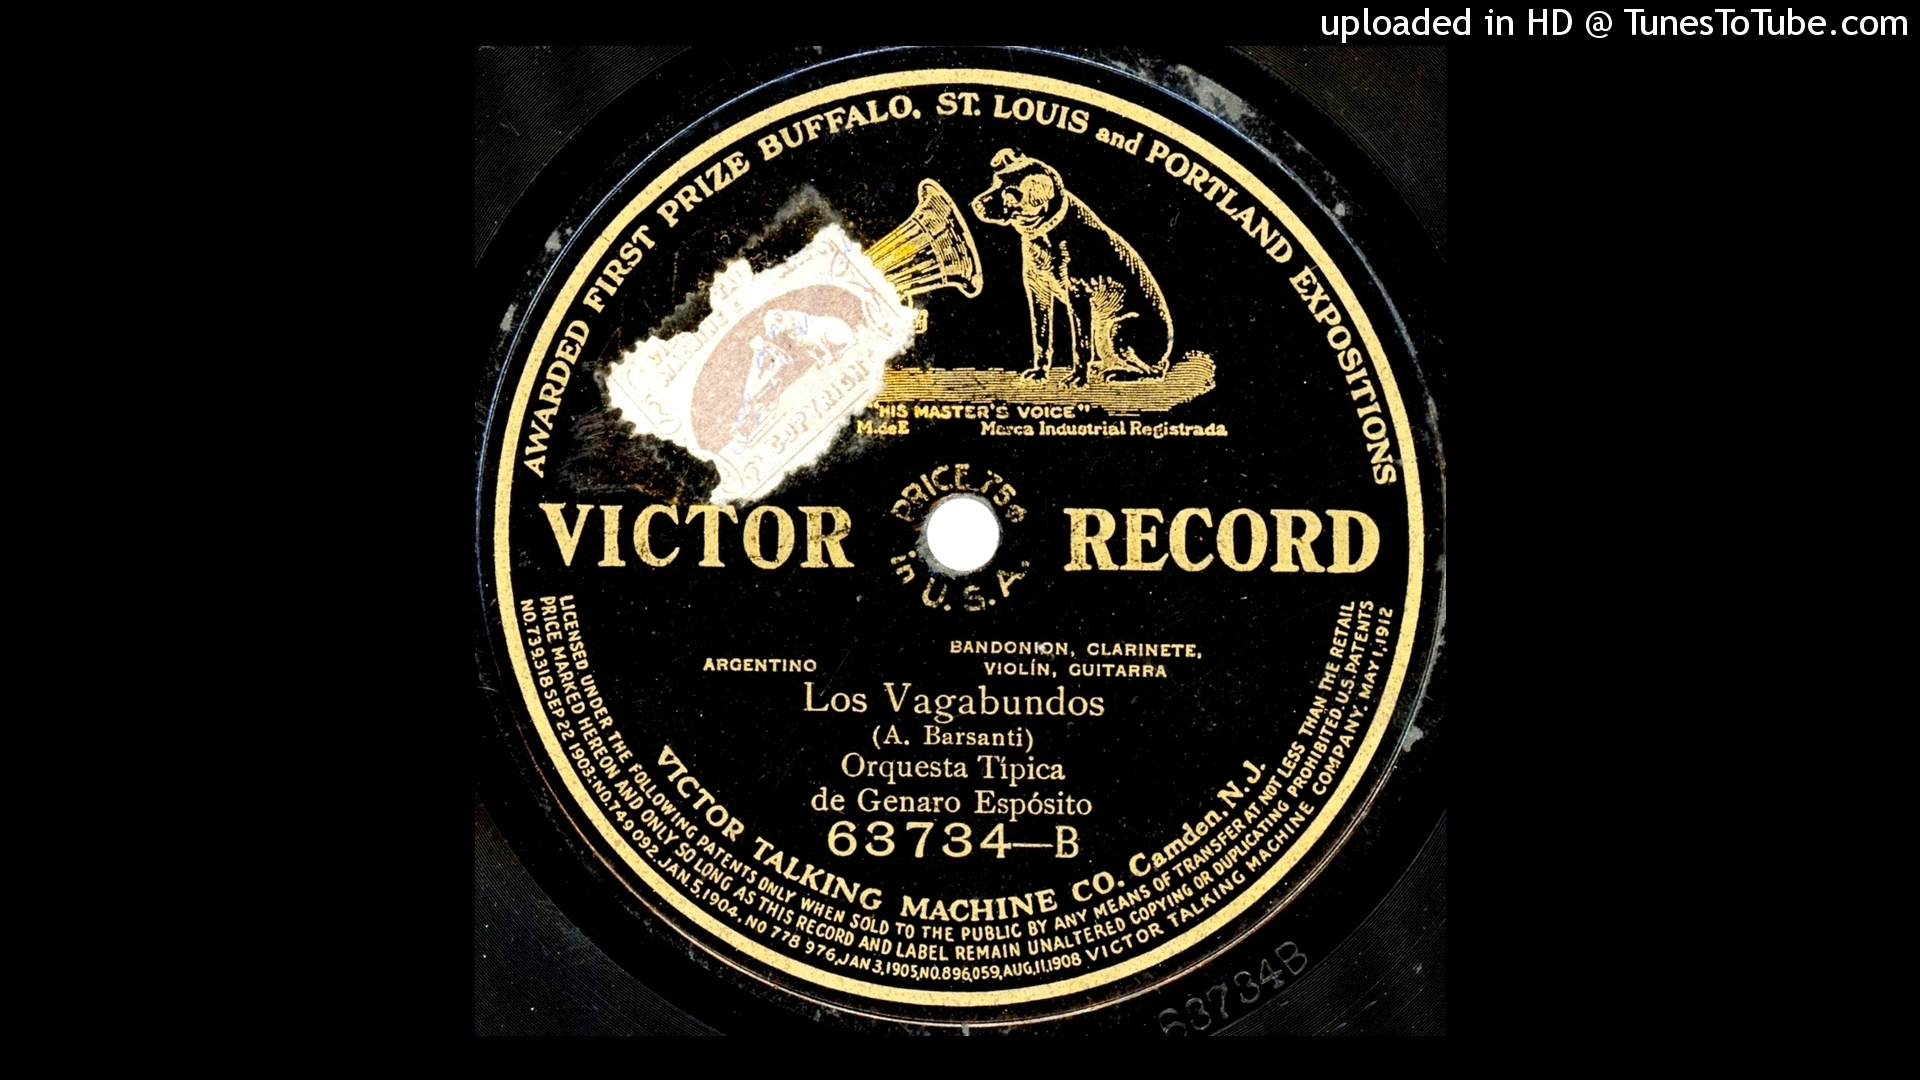 uploaded in HD @ TunesToTube.com
AWARDED FIRST PRIZE BUFFALO, ST. LOUIS and PORTLAND EXPOSITIONS
"HIS MASTER'S VOICE"
M.deE Marca Industrial Registrada
PRICE 75¢
VICTOR RECORD
in U.S.A.
BANDONION, CLARINETE,
ARGENTINO VIOLÍN, GUITARRA
Los Vagabundos
(A. Barsanti)
Orquesta Típica
de Genaro Espósito
63734—B
VICTOR TALKING MACHINE CO. Camden, N.J.
LICENSED UNDER THE FOLLOWING PATENTS ONLY WHEN SOLD TO THE PUBLIC BY ANY MEANS OF TRANSFER AT NOT LESS THAN THE RETAIL
PRICE MARKED HEREON AND ONLY SO LONG AS THIS RECORD AND LABEL REMAIN UNALTERED COPYING OR DUPLICATING PROHIBITED. U.S. PATENTS
NO. 739,318 SEP 22 1903: NO. 749 092. JAN. 5, 1904, NO 778 976, JAN 3, 1905, NO. 896,059, AUG, 11, 1908 VICTOR TALKING MACHINE COMPANY. MAY 1, 1912
63734B